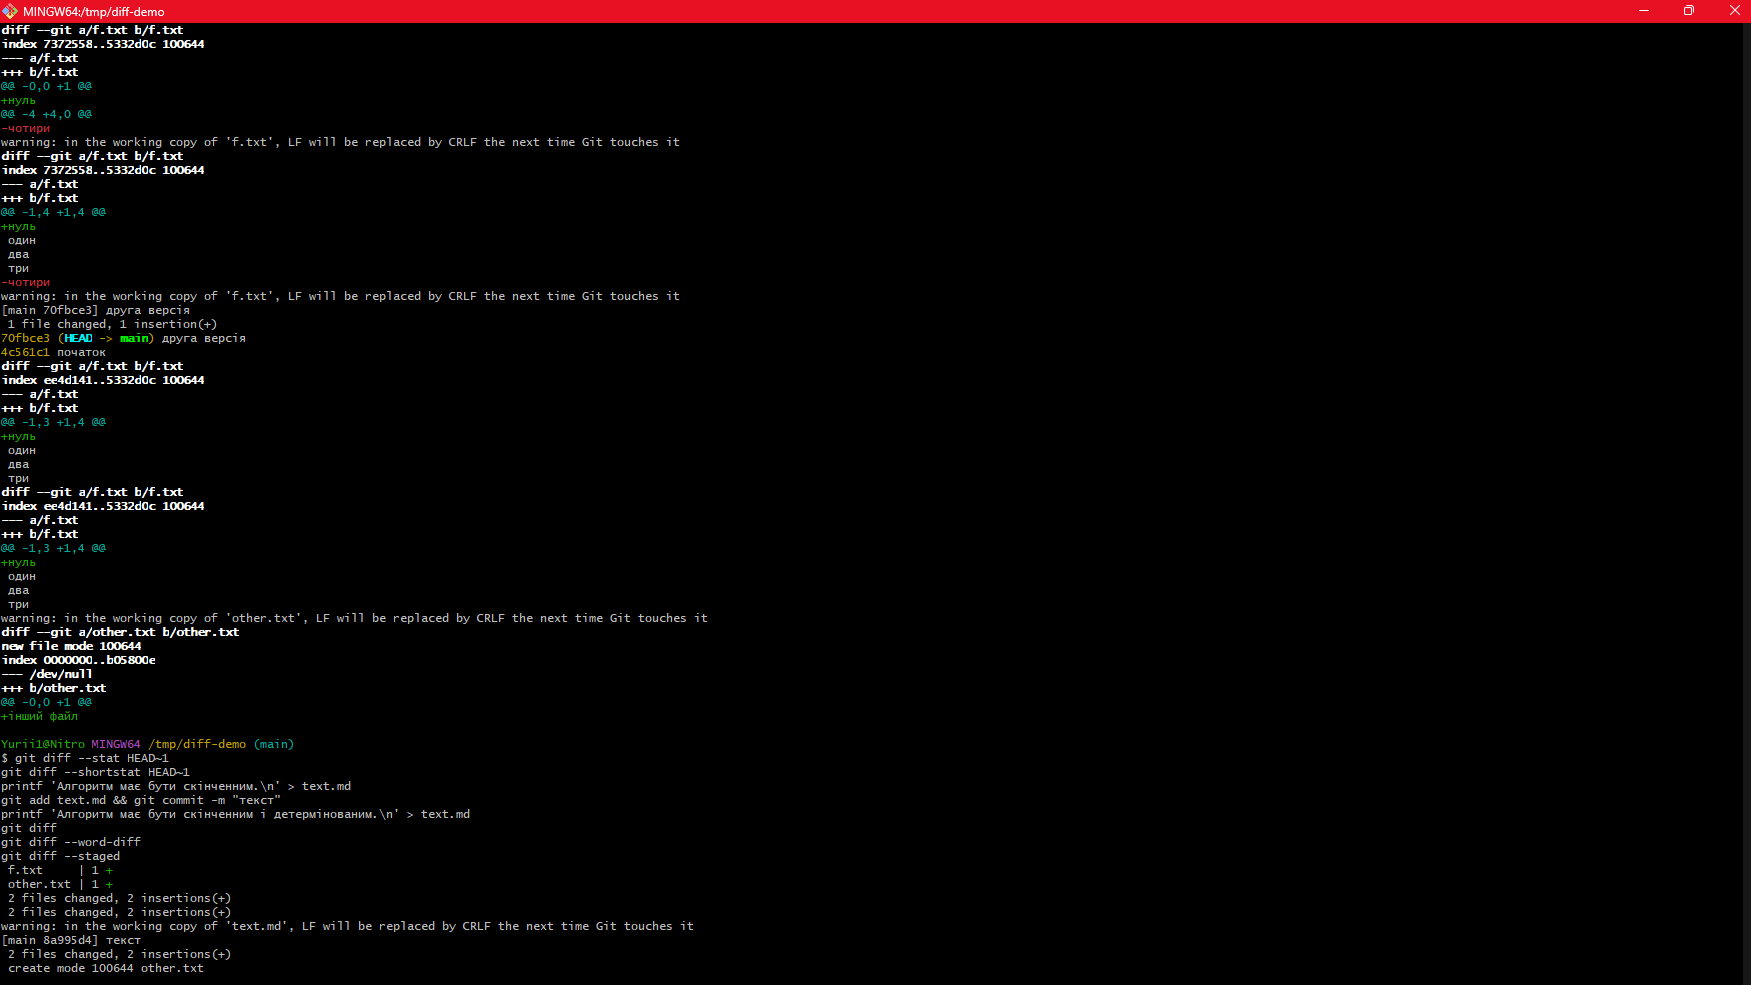 MINGW64:/tmp/diff-demo
diff --git a/f.txt b/f.txt
index 7372558..5332d0c 100644
--- a/f.txt
+++ b/f.txt
@@ -0,0 +1 @@
+нуль
@@ -4 +4,0 @@
-чотири
warning: in the working copy of 'f.txt', LF will be replaced by CRLF the next time Git touches it
diff --git a/f.txt b/f.txt
index 7372558..5332d0c 100644
--- a/f.txt
+++ b/f.txt
@@ -1,4 +1,4 @@
+нуль
 один
 два
 три
-чотири
warning: in the working copy of 'f.txt', LF will be replaced by CRLF the next time Git touches it
[main 70fbce3] друга версія
 1 file changed, 1 insertion(+)
70fbce3 (HEAD -> main) друга версія
4c561c1 початок
diff --git a/f.txt b/f.txt
index ee4d141..5332d0c 100644
--- a/f.txt
+++ b/f.txt
@@ -1,3 +1,4 @@
+нуль
 один
 два
 три
diff --git a/f.txt b/f.txt
index ee4d141..5332d0c 100644
--- a/f.txt
+++ b/f.txt
@@ -1,3 +1,4 @@
+нуль
 один
 два
 три
warning: in the working copy of 'other.txt', LF will be replaced by CRLF the next time Git touches it
diff --git a/other.txt b/other.txt
new file mode 100644
index 0000000..b05800e
--- /dev/null
+++ b/other.txt
@@ -0,0 +1 @@
+інший файл
Yurii1@Nitro MINGW64 /tmp/diff-demo (main)
$ git diff --stat HEAD~1
git diff --shortstat HEAD~1
printf 'Алгоритм має бути скінченним.\n' > text.md
git add text.md && git commit -m "текст"
printf 'Алгоритм має бути скінченним і детермінованим.\n' > text.md
git diff
git diff --word-diff
git diff --staged
 f.txt     | 1 +
 other.txt | 1 +
 2 files changed, 2 insertions(+)
 2 files changed, 2 insertions(+)
warning: in the working copy of 'text.md', LF will be replaced by CRLF the next time Git touches it
[main 8a995d4] текст
 2 files changed, 2 insertions(+)
 create mode 100644 other.txt